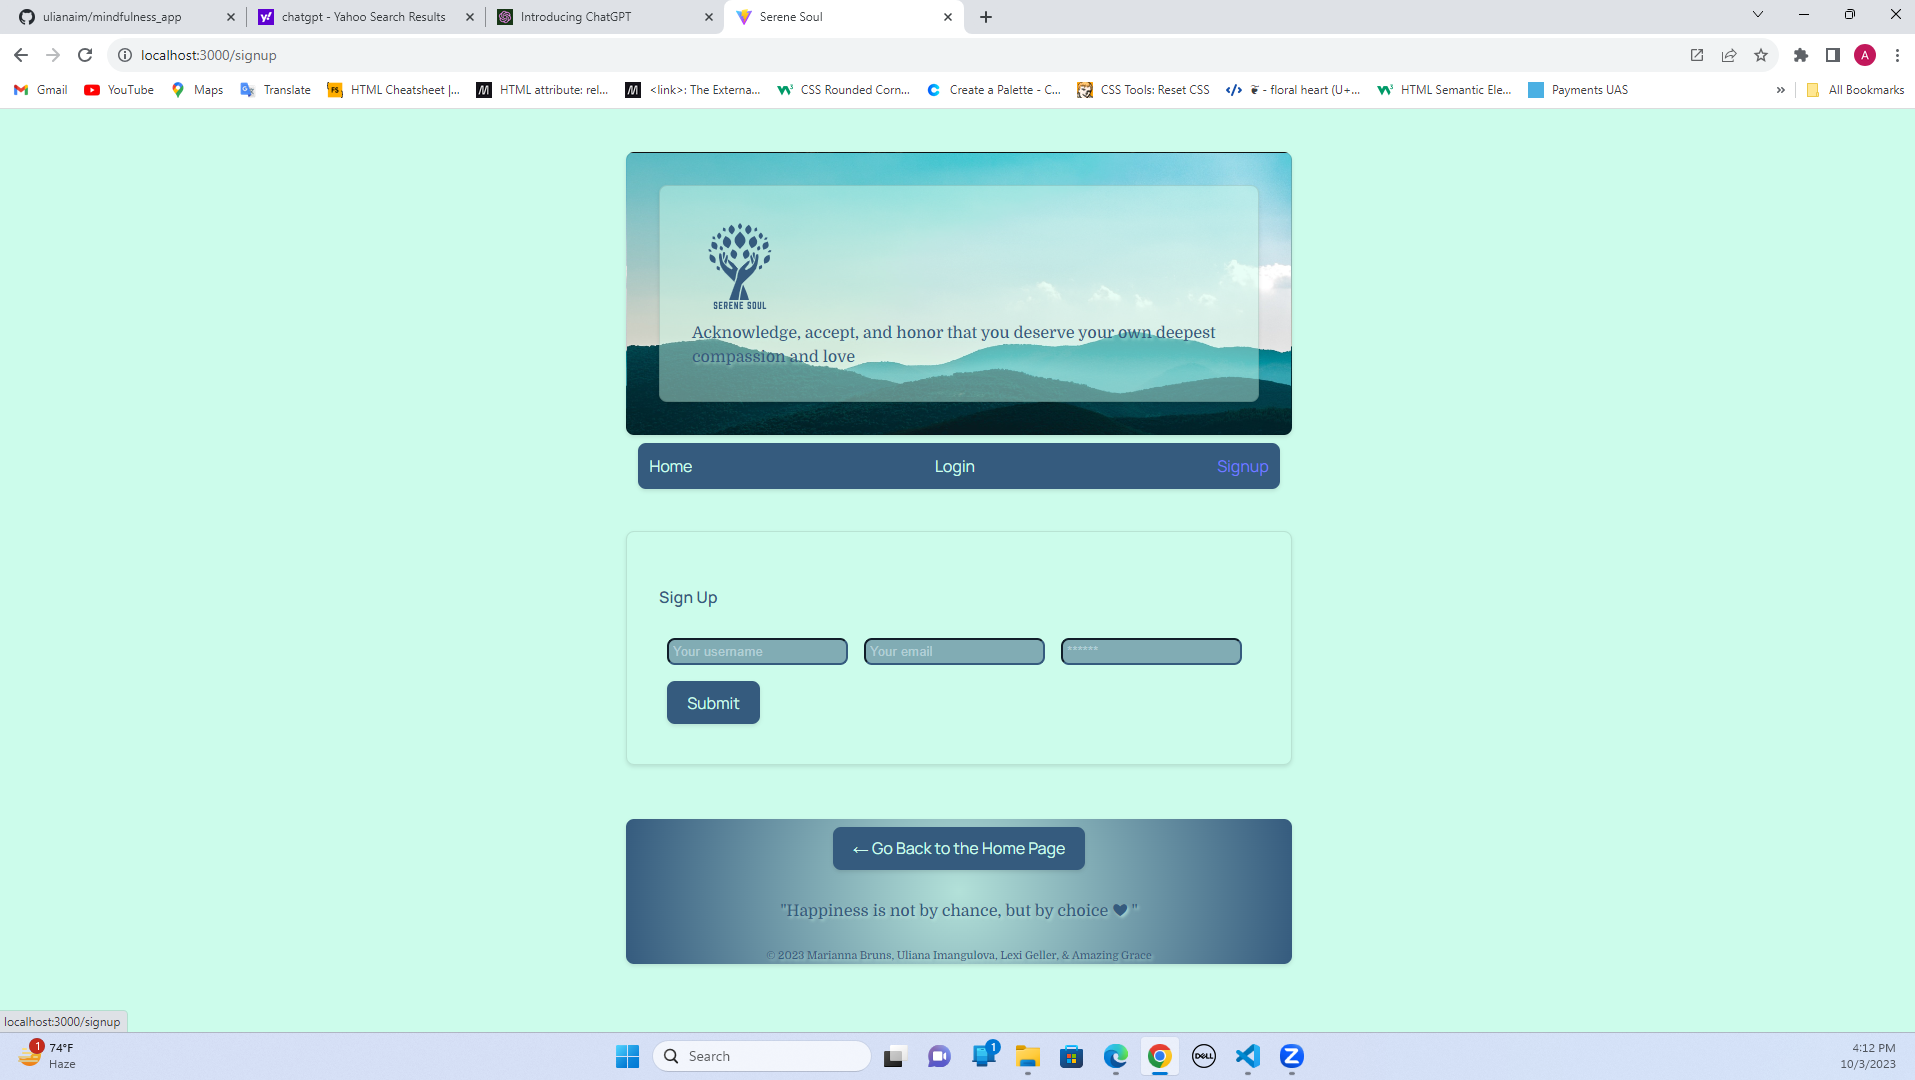 ulianaim/mindfulness_app
chatgpt - Yahoo Search Results
Introducing ChatGPT
Serene Soul
localhost:3000/signup
A
Gmail
YouTube
Maps
Translate
HTML Cheatsheet |...
HTML attribute: rel...
<link>: The Externa...
CSS Rounded Corn...
Create a Palette - C...
CSS Tools: Reset CSS
❦ - floral heart (U+...
HTML Semantic Ele...
Payments UAS
»
All Bookmarks
SERENE SOUL
Acknowledge, accept, and honor that you deserve your own deepest
compassion and love
Home
Login
Signup
Sign Up
Your username
Your email
******
Submit
← Go Back to the Home Page
"Happiness is not by chance, but by choice ♥ "
© 2023 Marianna Bruns, Uliana Imangulova, Lexi Geller, & Amazing Grace
localhost:3000/signup
1
74°F
Haze
Search
1
DELL
Z
4:12 PM
10/3/2023